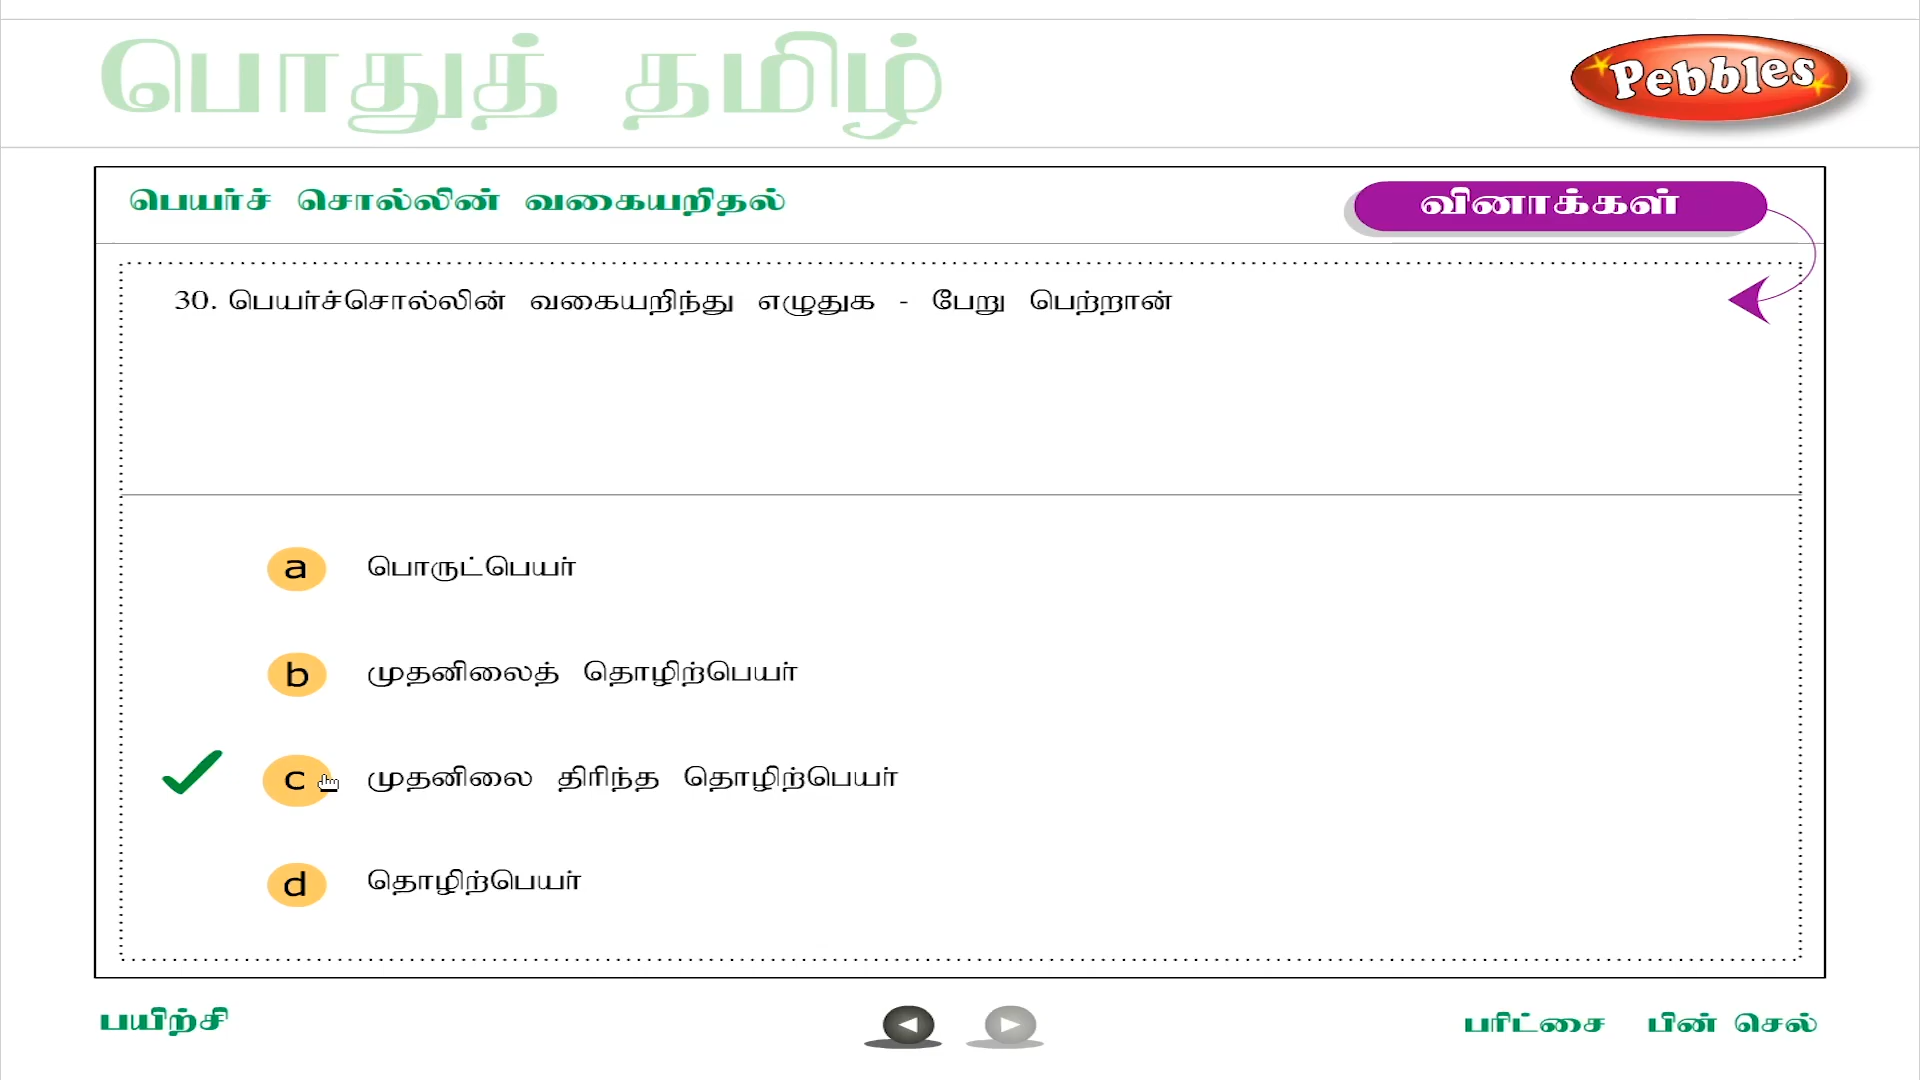 பொதுத் தமிழ்
Pebbles
பெயர்ச் சொல்லின் வகையறிதல்
வினாக்கள்
30. பெயர்ச்சொல்லின் வகையறிந்து எழுதுக - பேறு பெற்றான்
a பொருட்பெயர்
b முதனிலைத் தொழிற்பெயர்
c முதனிலை திரிந்த தொழிற்பெயர்
d தொழிற்பெயர்
பயிற்சி
பரிட்சை பின் செல்